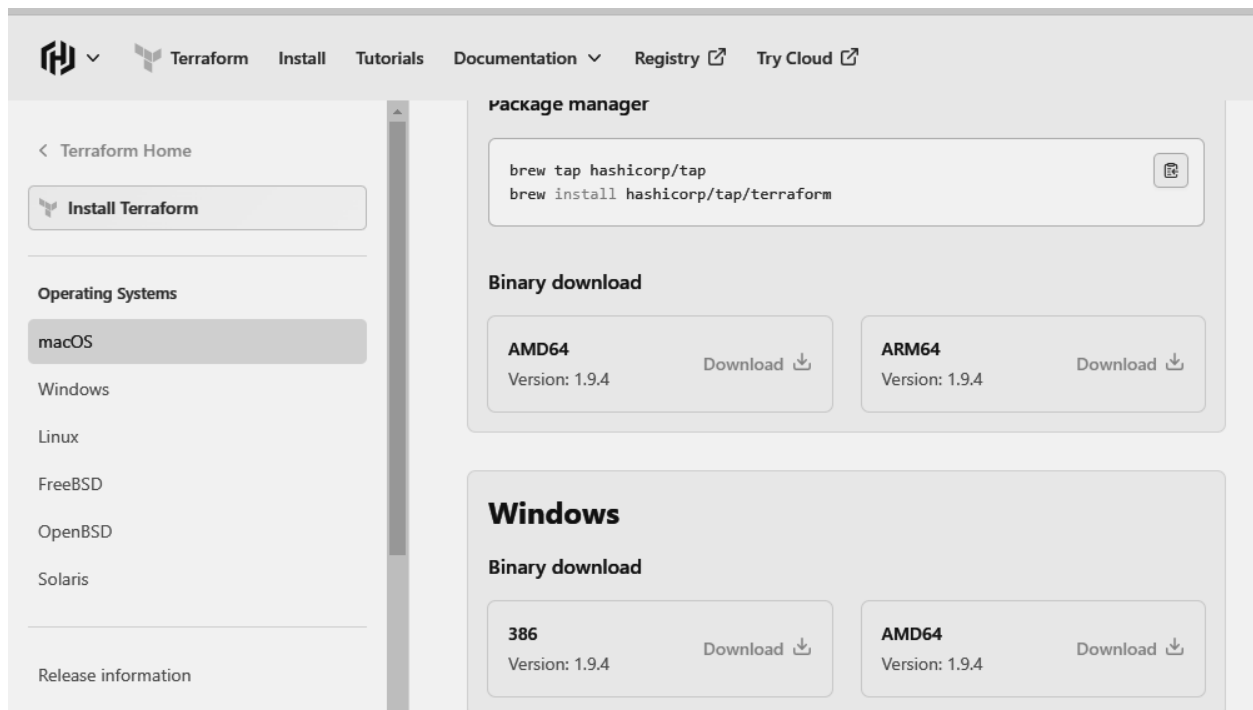 Terraform Install Tutorials Documentation Registry Try Cloud
Terraform Home
Install Terraform
Operating Systems
macOS
Windows
Linux
FreeBSD
OpenBSD
Solaris
Release information
Package manager
brew tap hashicorp/tap
brew install hashicorp/tap/terraform
Binary download
AMD64
Version: 1.9.4
Download
ARM64
Version: 1.9.4
Download
Windows
Binary download
386
Version: 1.9.4
Download
AMD64
Version: 1.9.4
Download